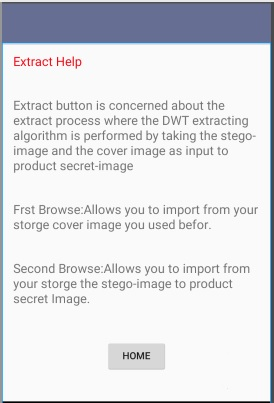 Extract Help
Extract button is concerned about the
extract process where the DWT extracting
algorithm is performed by taking the stego-
image and the cover image as input to
product secret-image
Frst Browse:Allows you to import from your
storge cover image you used befor.
Second Browse:Allows you to import from
your storge the stego-image to product
secret Image.
HOME